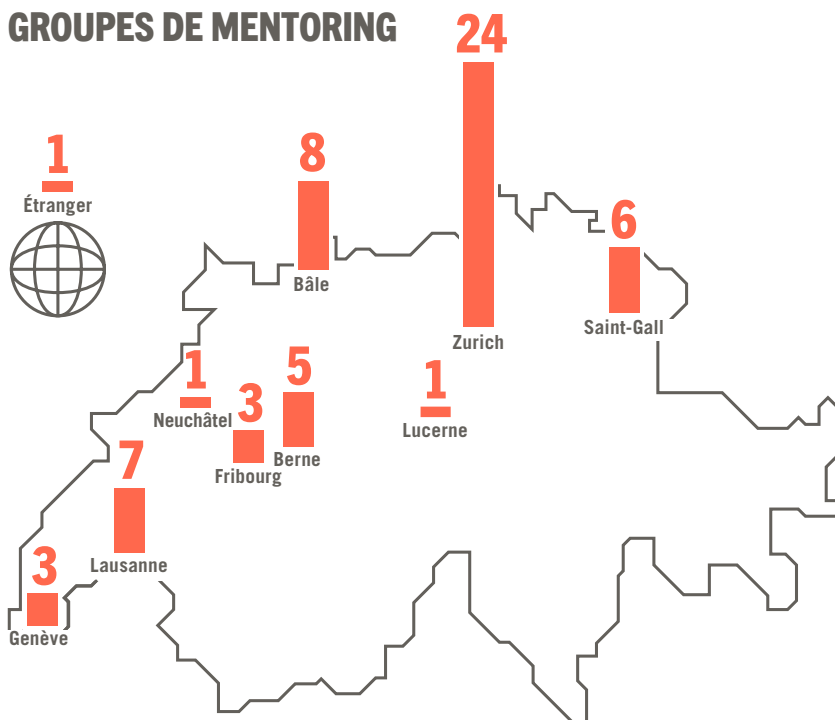 GROUPES DE MENTORING
24
1
Étranger
8
Bâle
6
Saint-Gall
Zurich
1
Neuchâtel
3
Fribourg
5
Berne
1
Lucerne
7
Lausanne
3
Genève